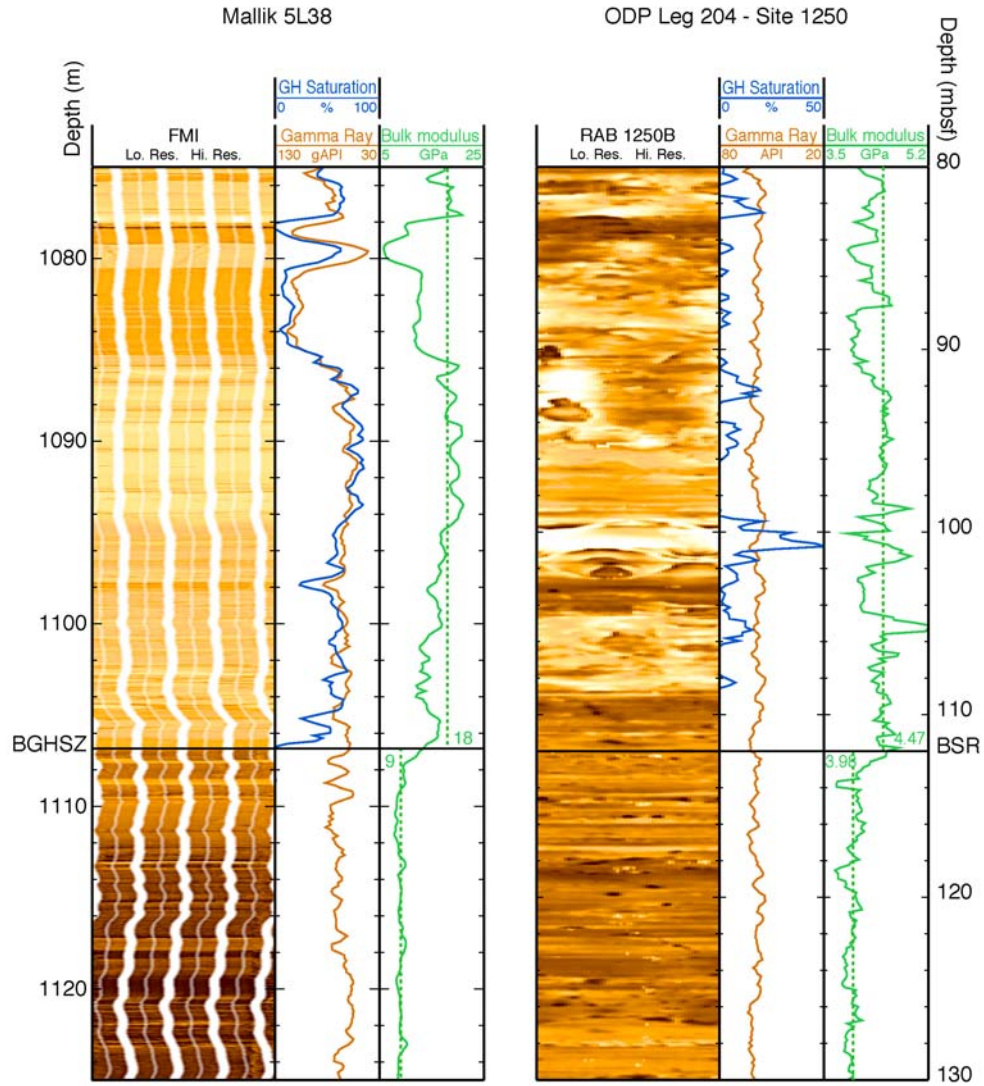 Mallik 5L38
ODP Leg 204 - Site 1250
Depth (m)
GH Saturation
0 % 100
FMI
Lo. Res. Hi. Res.
Gamma Ray
130 gAPI 30
Bulk modulus
5 GPa 25
GH Saturation
0 % 50
RAB 1250B
Lo. Res. Hi. Res.
Gamma Ray
80 API 20
Bulk modulus
3.5 GPa 5.2
Depth (mbsf)
1080
1090
1100
BGHSZ
1110
1120
18
9
80
90
100
110
BSR
120
130
4.47
3.98